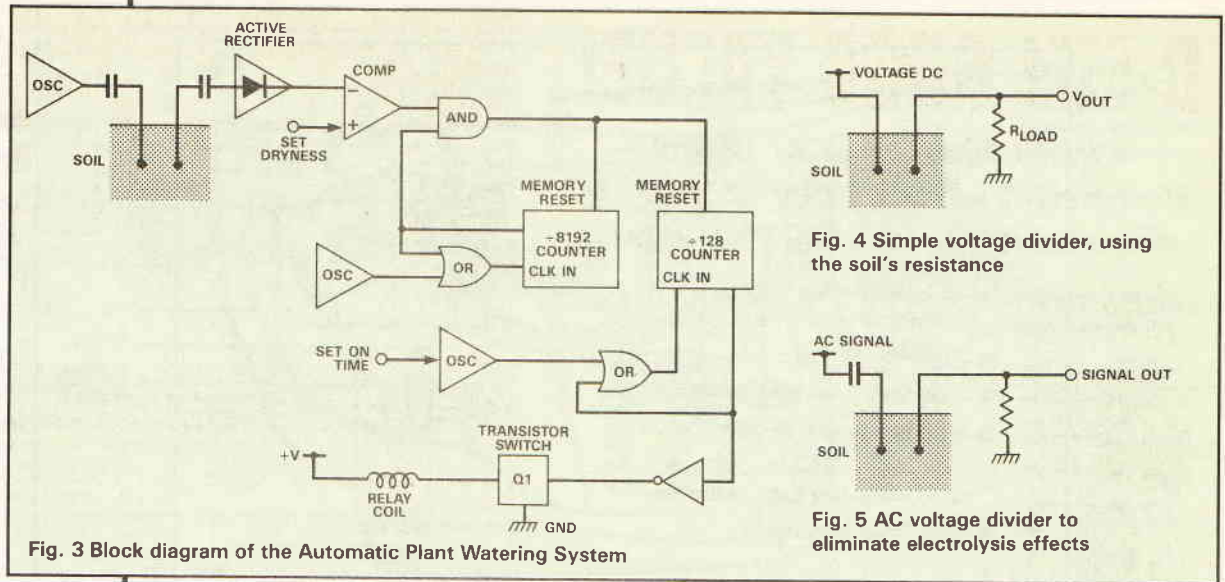 ACTIVE
RECTIFIER
OSC
COMP
−
+
AND
SET
DRYNESS
SOIL
MEMORY
RESET
MEMORY
RESET
÷8192
COUNTER
CLK IN
÷128
COUNTER
CLK IN
OSC
OR
SET ON
TIME
OSC
OR
TRANSISTOR
SWITCH
+V
Q1
RELAY
COIL
GND
Fig. 3 Block diagram of the Automatic Plant Watering System
VOLTAGE DC
VOUT
RLOAD
SOIL
Fig. 4 Simple voltage divider, using
the soil's resistance
AC SIGNAL
SIGNAL OUT
SOIL
Fig. 5 AC voltage divider to
eliminate electrolysis effects